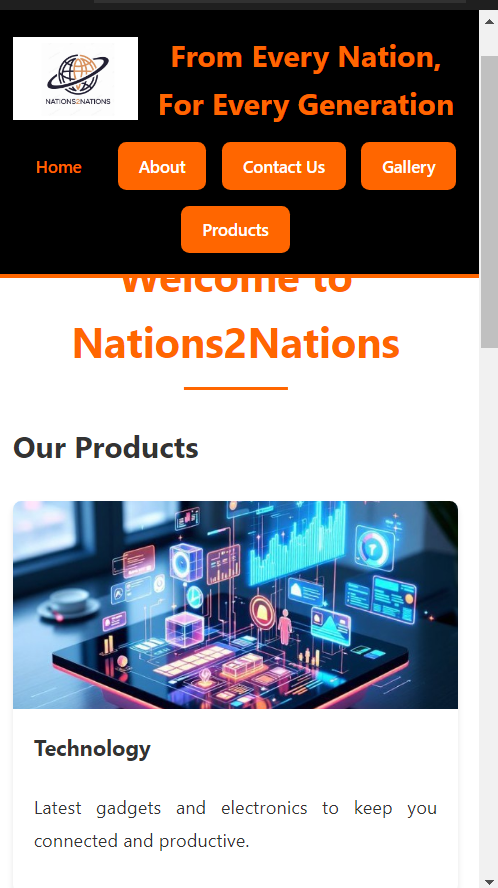 From Every Nation,
NATIONS2NATIONS
For Every Generation
Home
About
Contact Us
Gallery
Products
Welcome to
Nations2Nations
Our Products
Technology
Latest gadgets and electronics to keep you
connected and productive.